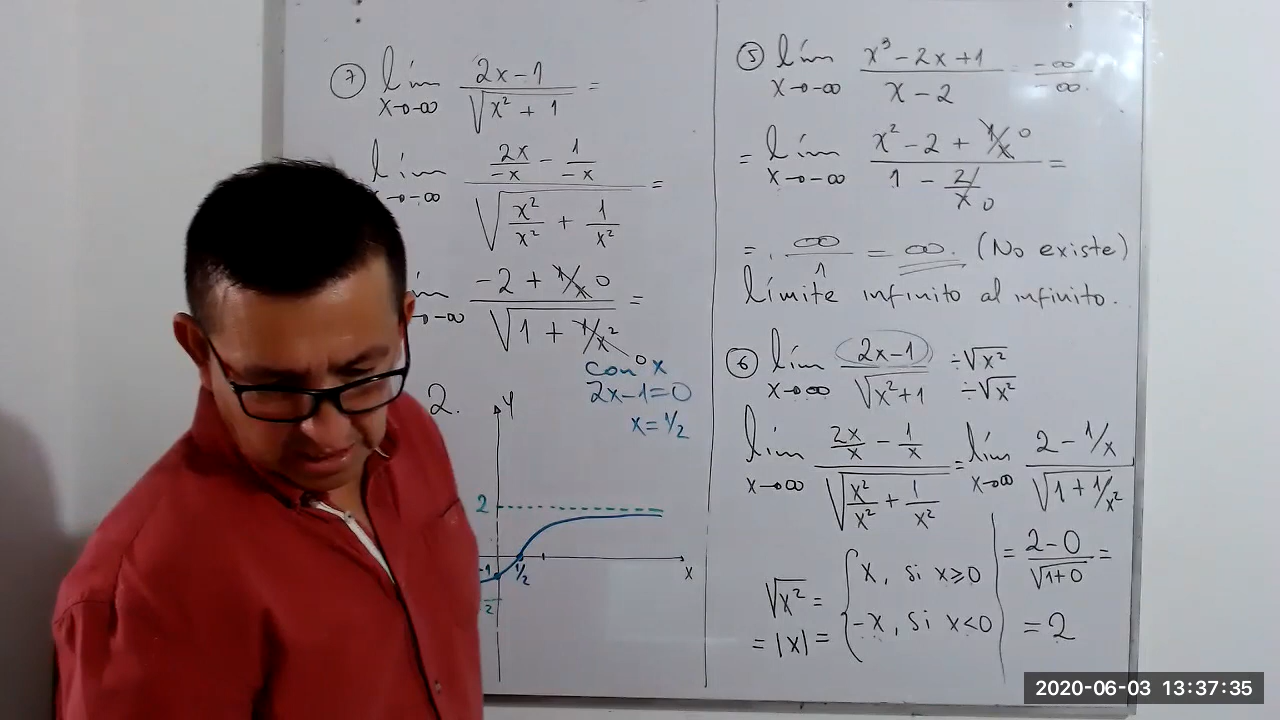 ⑦ lím 2x-1 / √(x² + 1) =
x→-∞
lím (2x/-x - 1/-x) / √(x²/x² + 1/x²) =
x→-∞
(-2 + 1/x 0) / √(1 + 1/x² 0) =
→-∞
2.
con x
2x-1=0
x=1/2
y
2
-1
1/2
x
⑤ lím (x³-2x+1) / (x-2) = -∞/-∞
x→-∞
= lím (x² - 2 + 1/x 0) / (1 - 2/x 0) =
x→-∞
= ∞/1 = ∞. (No existe)
límite infinito al infinito.
⑥ lím (2x-1) / √(x²+1) ÷√x² ÷√x²
x→∞
lím (2x/x - 1/x) / √(x²/x² + 1/x²) = lím (2 - 1/x) / √(1 + 1/x²)
x→∞ x→∞
√x² = { x, si x≥0
= |x| = { -x, si x<0
= (2-0) / √(1+0) =
= 2
2020-06-03 13:37:35